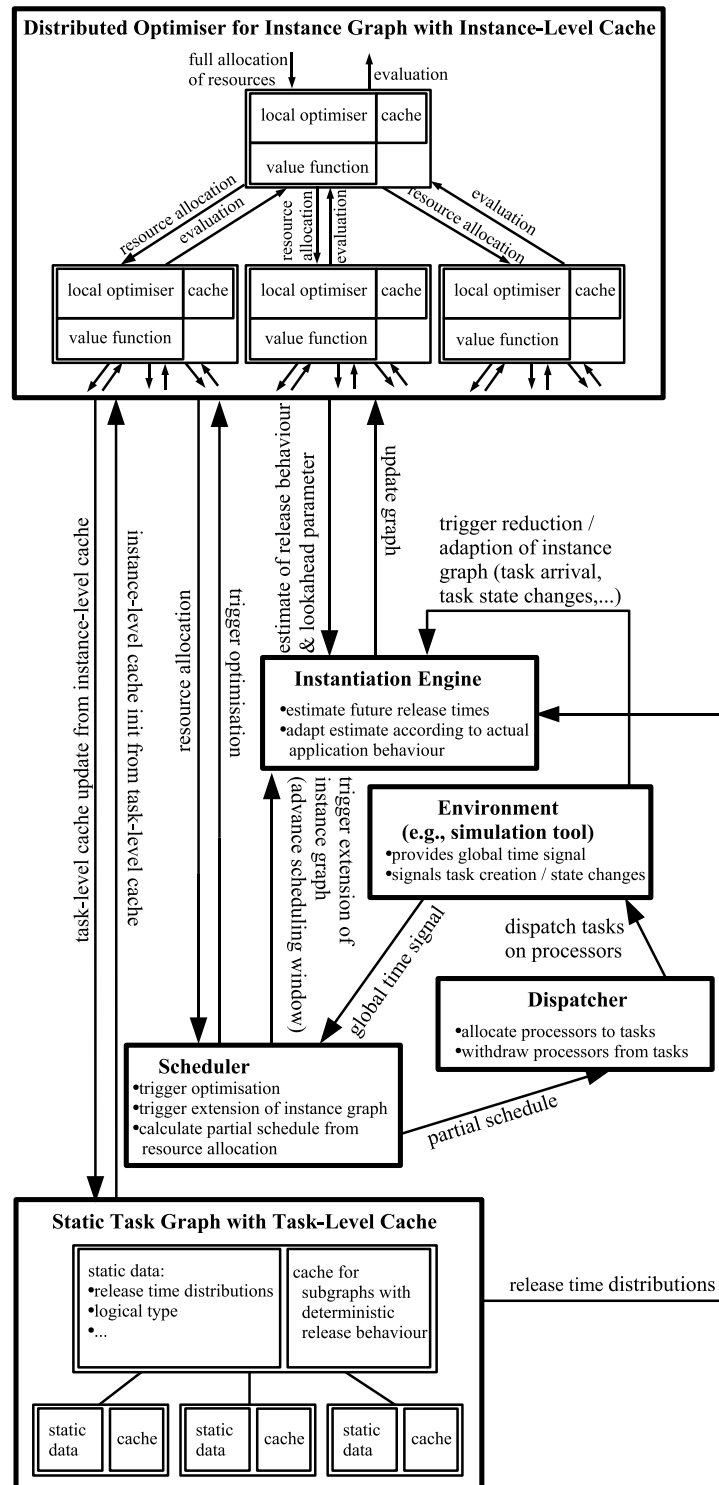 Distributed Optimiser for Instance Graph with Instance-Level Cache
full allocation
of resources
evaluation
local optimiser
cache
value function
resource allocation
evaluation
resource
allocation
evaluation
resource allocation
evaluation
local optimiser
cache
value function
local optimiser
cache
value function
local optimiser
cache
value function
task-level cache update from instance-level cache
instance-level cache init from task-level cache
resource allocation
trigger optimisation
estimate of release behaviour
& lookahead parameter
update graph
trigger reduction /
adaption of instance
graph (task arrival,
task state changes,...)
Instantiation Engine
•estimate future release times
•adapt estimate according to actual
application behaviour
trigger extension of
instance graph
(advance scheduling window)
Environment
(e.g., simulation tool)
•provides global time signal
•signals task creation / state changes
global time signal
dispatch tasks
on processors
Dispatcher
•allocate processors to tasks
•withdraw processors from tasks
Scheduler
•trigger optimisation
•trigger extension of instance graph
•calculate partial schedule from
resource allocation
partial schedule
Static Task Graph with Task-Level Cache
static data:
•release time distributions
•logical type
•...
cache for
subgraphs with
deterministic
release behaviour
release time distributions
static
data
cache
static
data
cache
static
data
cache